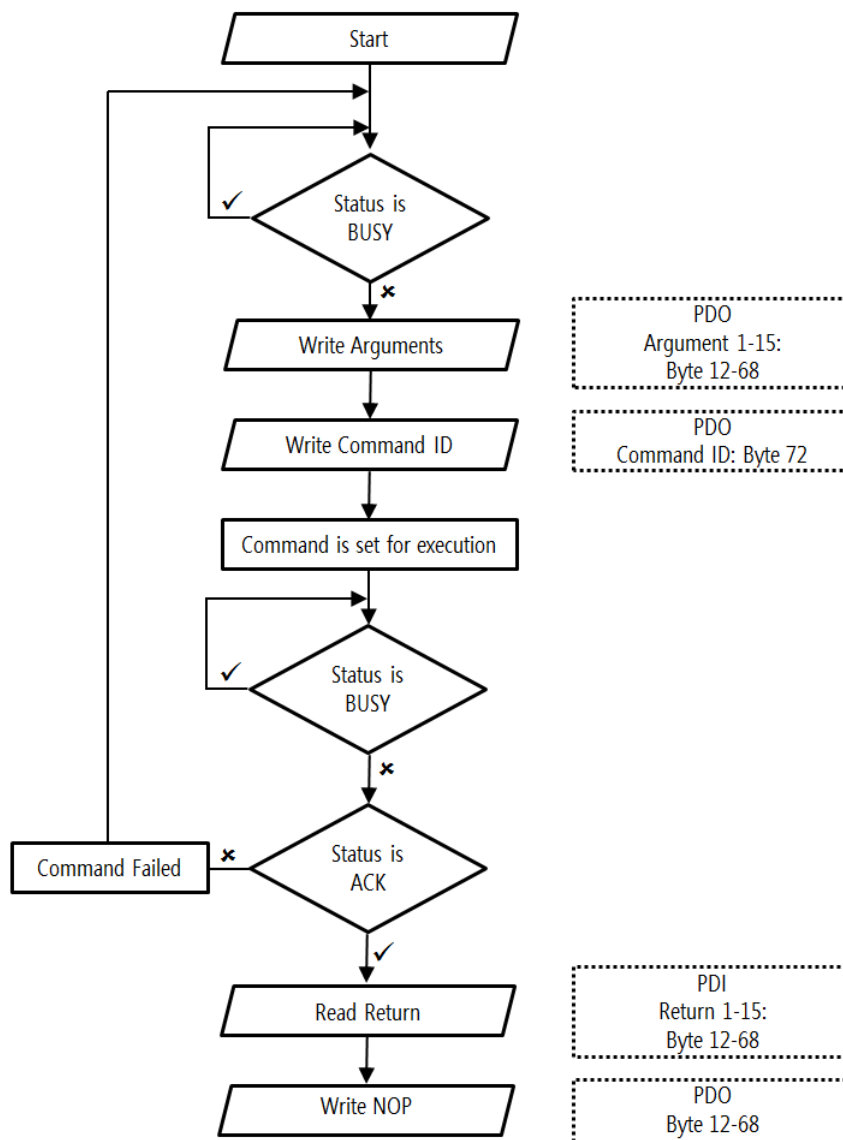 Start
✓
Status is
BUSY
×
Write Arguments
PDO
Argument 1-15:
Byte 12-68
Write Command ID
PDO
Command ID: Byte 72
Command is set for execution
✓
Status is
BUSY
×
Command Failed
×
Status is
ACK
✓
Read Return
PDI
Return 1-15:
Byte 12-68
Write NOP
PDO
Byte 12-68